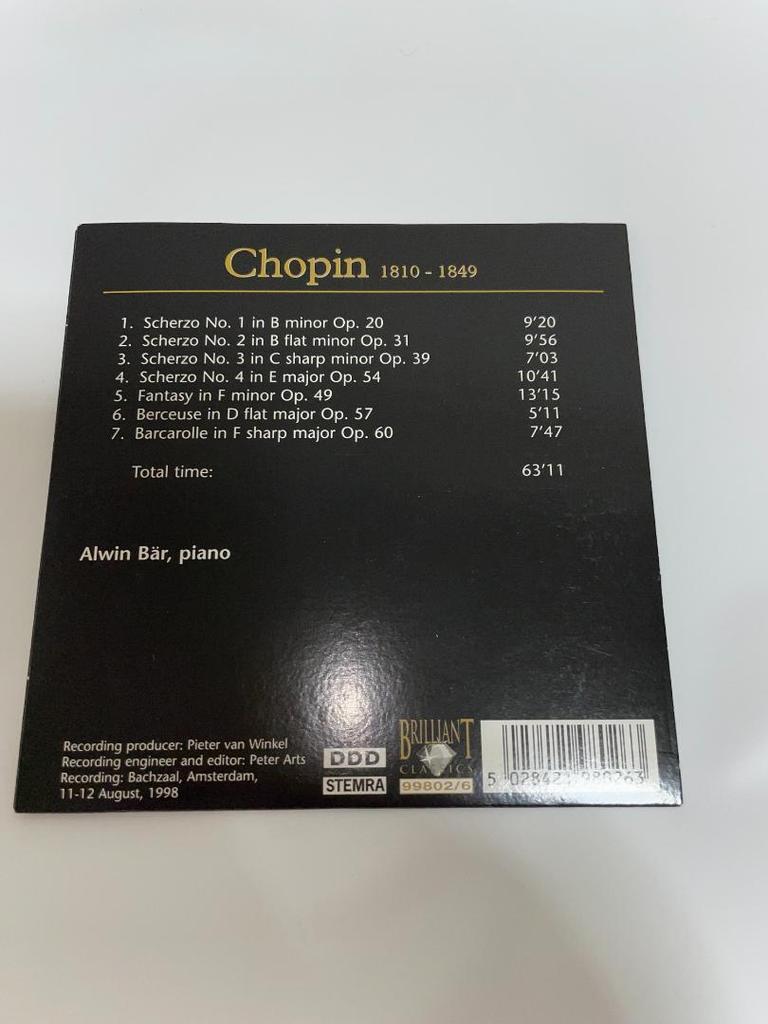 Chopin 1810 - 1849
1. Scherzo No. 1 in B minor Op. 20 9'20
2. Scherzo No. 2 in B flat minor Op. 31 9'56
3. Scherzo No. 3 in C sharp minor Op. 39 7'03
4. Scherzo No. 4 in E major Op. 54 10'41
5. Fantasy in F minor Op. 49 13'15
6. Berceuse in D flat major Op. 57 5'11
7. Barcarolle in F sharp major Op. 60 7'47
Total time: 63'11
Alwin Bär, piano
Recording producer: Pieter van Winkel
Recording engineer and editor: Peter Arts
Recording: Bachzaal, Amsterdam,
11-12 August, 1998
DDD
STEMRA
BRILLIANT
CLASSICS
99802/6